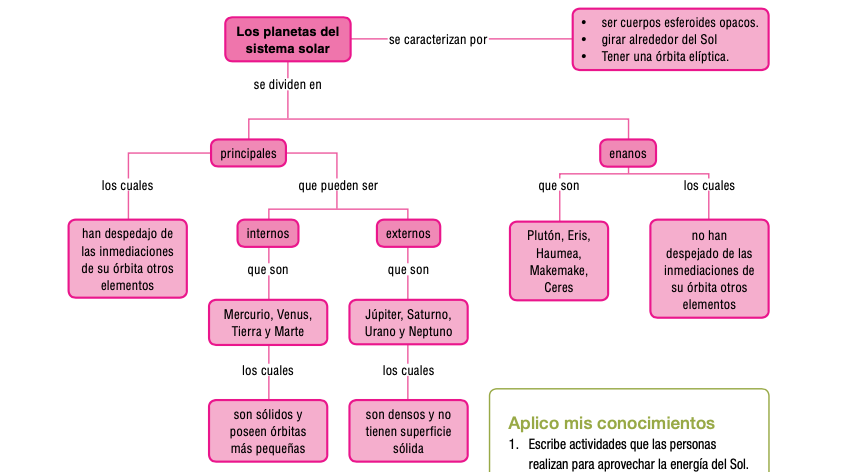 Los planetas del
sistema solar
se caracterizan por
• ser cuerpos esferoides opacos.
• girar alrededor del Sol
• Tener una órbita elíptica.
se dividen en
principales
enanos
los cuales
que pueden ser
que son
los cuales
han despedajo de
las inmediaciones
de su órbita otros
elementos
internos
externos
Plutón, Eris,
Haumea,
Makemake,
Ceres
no han
despejado de las
inmediaciones de
su órbita otros
elementos
que son
que son
Mercurio, Venus,
Tierra y Marte
Júpiter, Saturno,
Urano y Neptuno
los cuales
los cuales
son sólidos y
poseen órbitas
más pequeñas
son densos y no
tienen superficie
sólida
Aplico mis conocimientos
1. Escribe actividades que las personas
realizan para aprovechar la energía del Sol.